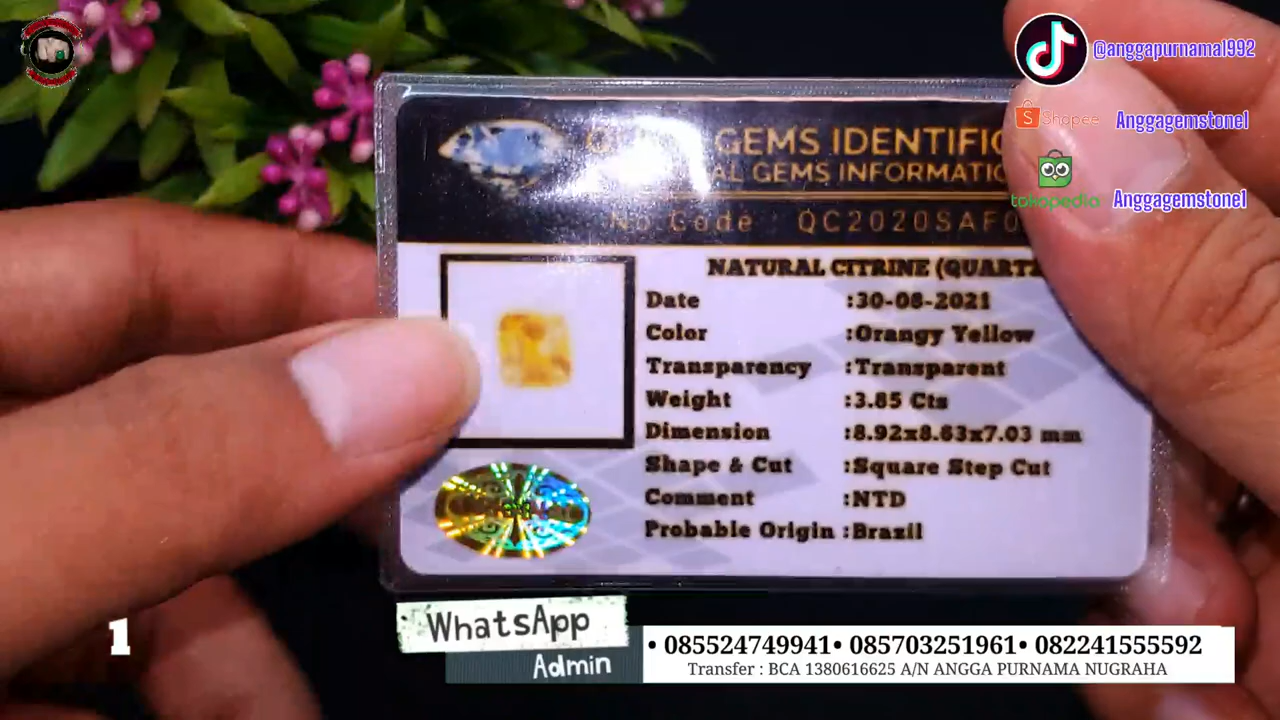 @anggapurnama1992
Shopee Anggagemstone1
tokopedia Anggagemstone1
GEMS IDENTIFIC
AL GEMS INFORMATIO
No Code : QC2020SAF0
NATURAL CITRINE (QUARTZ
Date :30-08-2021
Color :Orangy Yellow
Transparency :Transparent
Weight :3.85 Cts
Dimension :8.92x8.63x7.03 mm
Shape & Cut :Square Step Cut
Comment :NTD
Probable Origin :Brazil
1
WhatsApp
Admin
• 085524749941• 085703251961• 082241555592
Transfer : BCA 1380616625 A/N ANGGA PURNAMA NUGRAHA